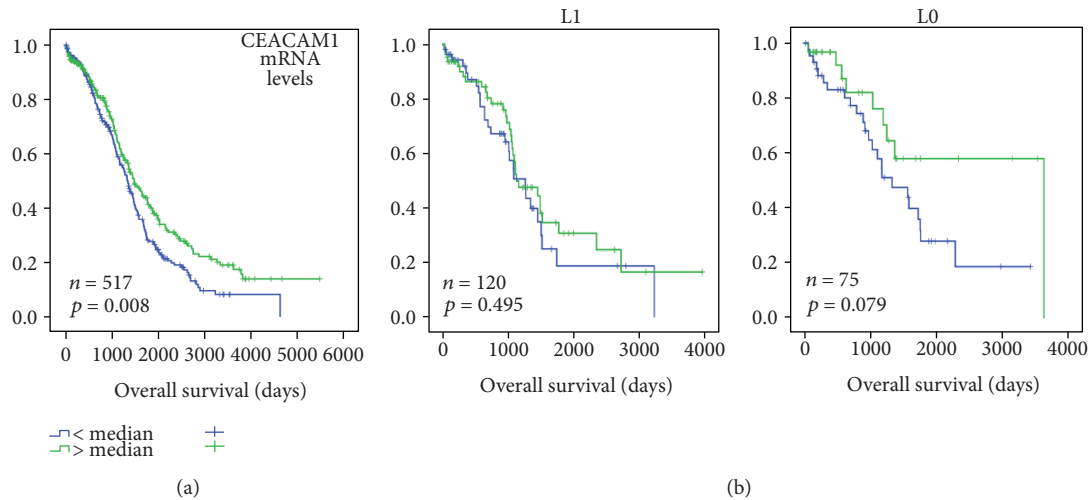 L1
L0
CEACAM1
mRNA
levels
1.0
0.8
0.6
0.4
0.2
0.0
n = 517
p = 0.008
0 1000 2000 3000 4000 5000 6000
Overall survival (days)
1.0
0.8
0.6
0.4
0.2
0.0
n = 120
p = 0.495
0 1000 2000 3000 4000
Overall survival (days)
1.0
0.8
0.6
0.4
0.2
0.0
n = 75
p = 0.079
0 1000 2000 3000 4000
Overall survival (days)
< median
> median
(a)
(b)